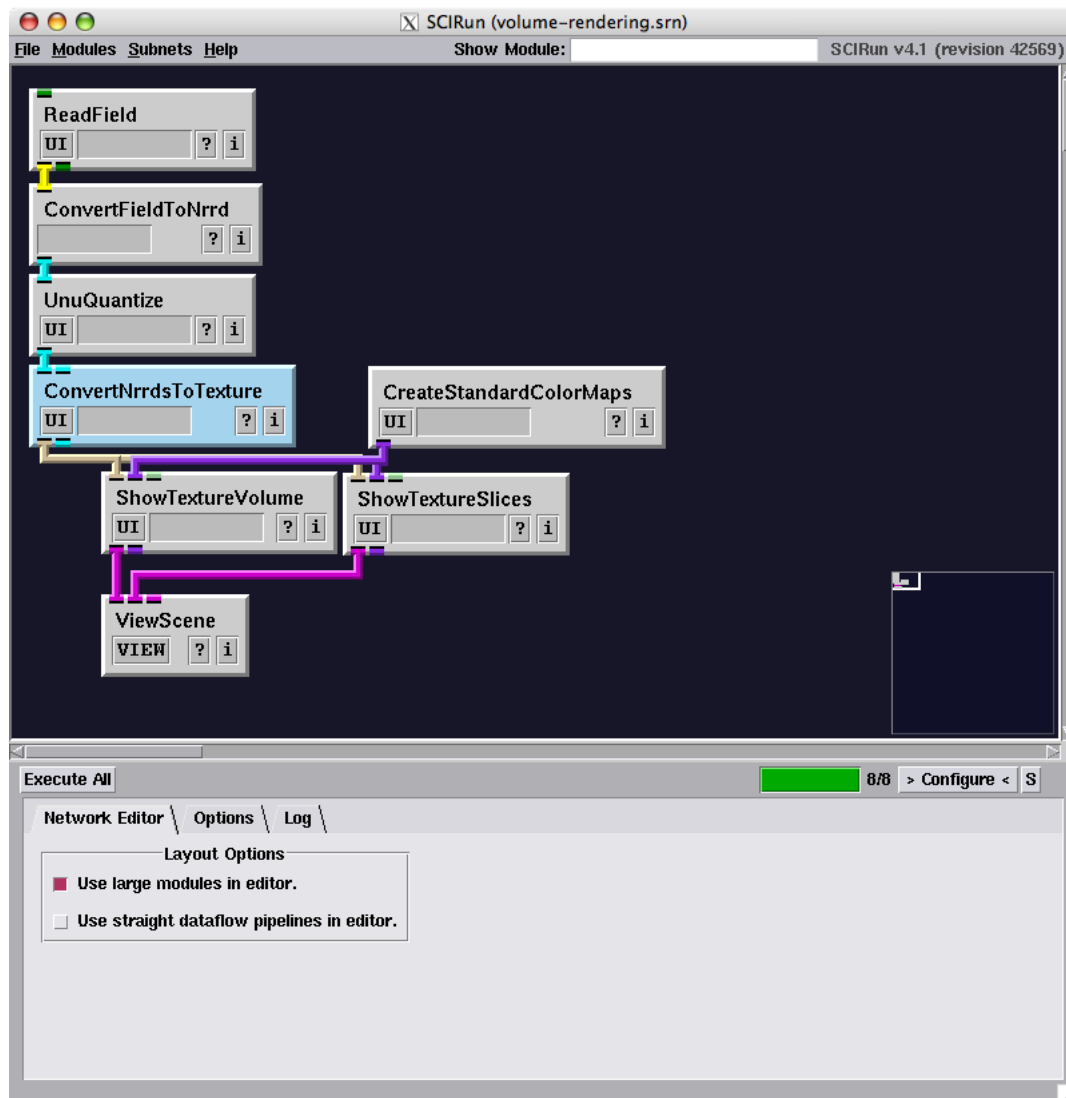 X SCIRun (volume-rendering.srn)
File Modules Subnets Help Show Module: SCIRun v4.1 (revision 42569)
ReadField
UI ? i
ConvertFieldToNrrd
? i
UnuQuantize
UI ? i
ConvertNrrdsToTexture CreateStandardColorMaps
UI ? i UI ? i
ShowTextureVolume ShowTextureSlices
UI ? i UI ? i
ViewScene
VIEW ? i
Execute All 8/8 > Configure < S
Network Editor \ Options \ Log \
Layout Options
Use large modules in editor.
Use straight dataflow pipelines in editor.